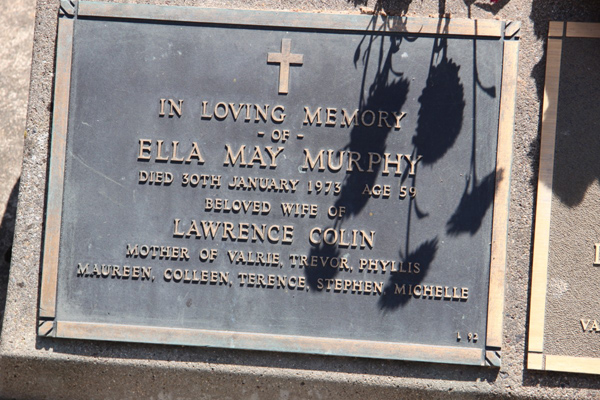 IN LOVING MEMORY
- OF -
ELLA MAY MURPHY
DIED 30TH JANUARY 1973 AGE 59
BELOVED WIFE OF
LAWRENCE COLIN
MOTHER OF VALRIE, TREVOR, PHYLLIS
MAUREEN, COLLEEN, TERENCE, STEPHEN, MICHELLE
VA